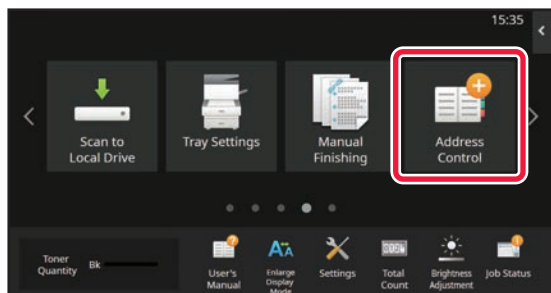 15:35
Scan to
Local Drive
Tray Settings
Manual
Finishing
Address
Control
Toner
Quantity
Bk
User's
Manual
Enlarge
Display
Mode
Settings
Total
Count
Brightness
Adjustment
Job Status